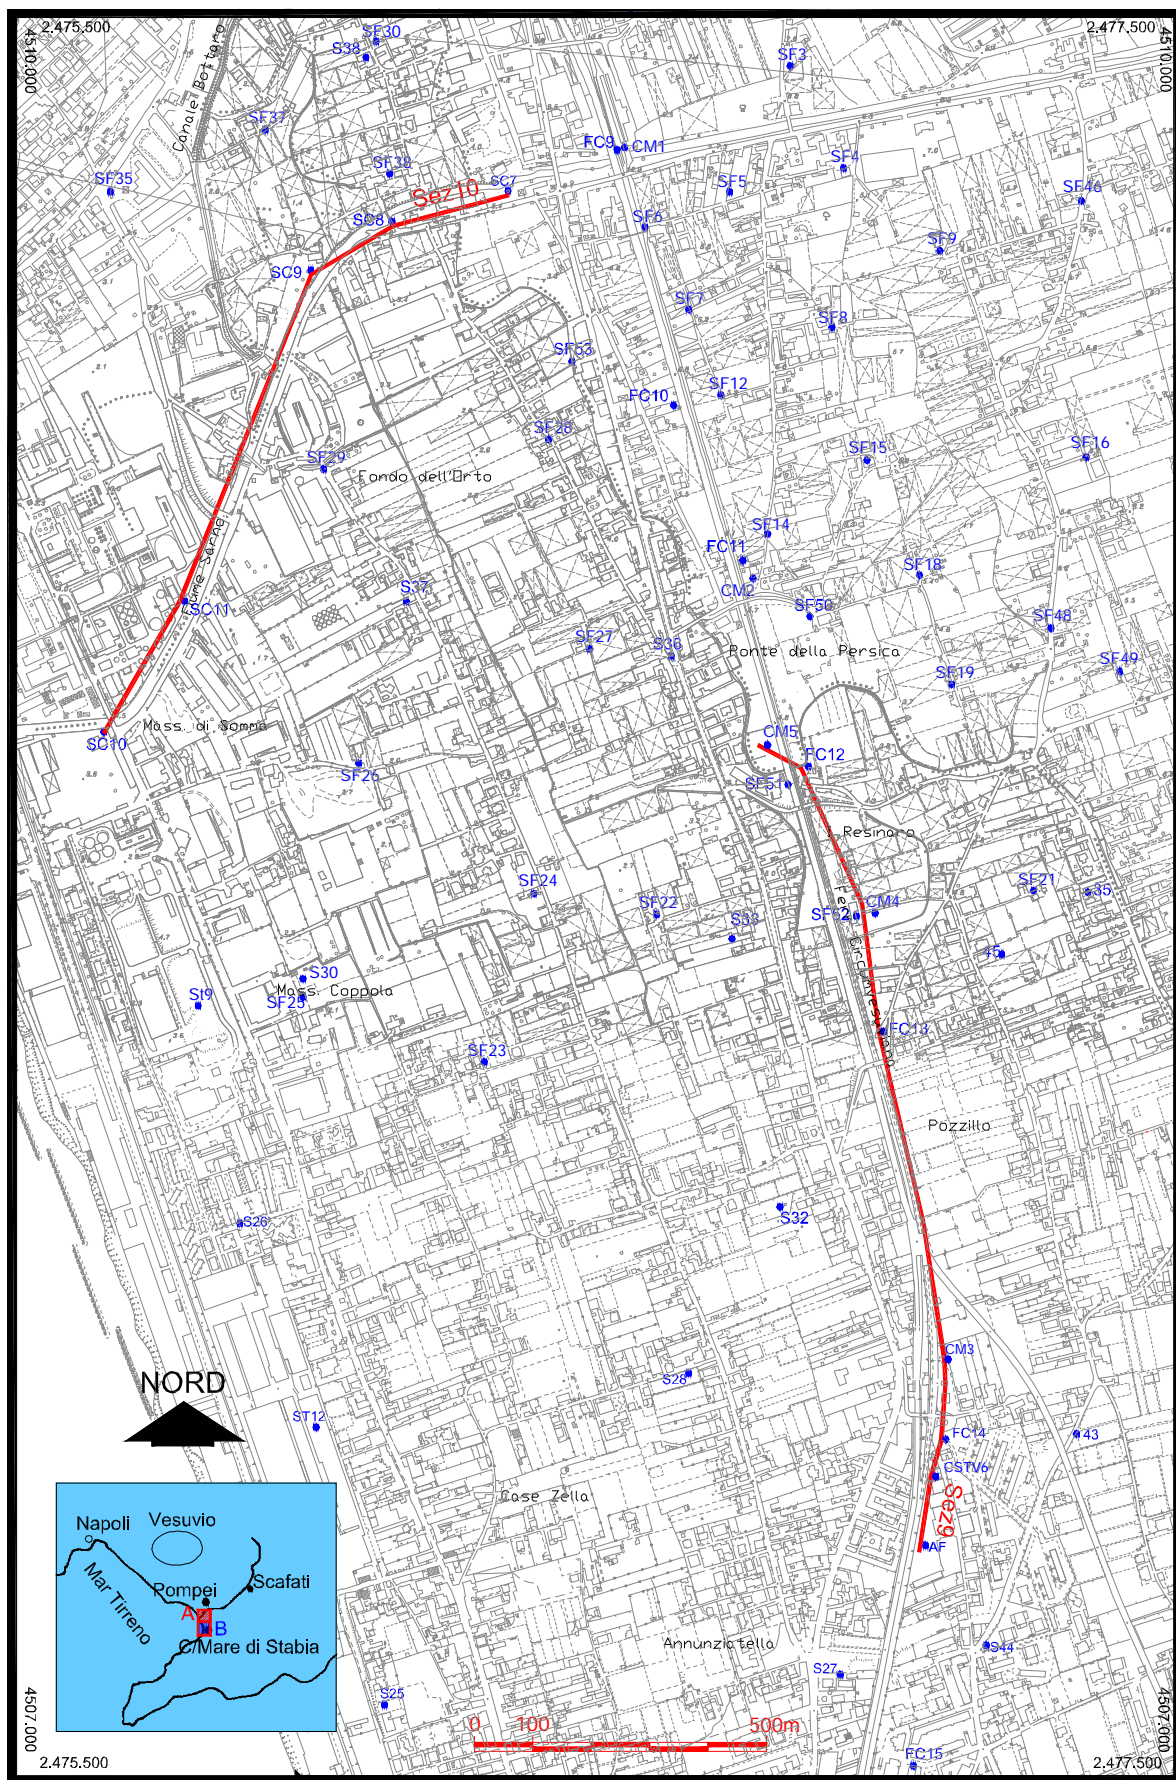 2.475.500
2.477.500
4510.000
4510.000
SF30
S38
SF3
Canale Bottaro
SF37
FC9
CM1
SF38
SC7
SF4
SF35
Sez10
SF5
SF46
SC8
SF6
SF9
SC9
SF7
SF8
SF53
SF12
FC10
SF28
SF15
SF16
SF29
Fondo dell'Orto
SF14
Fiume Sarno
FC11
SF18
CM2
S37
SC11
SF50
SF48
SF27
S36
Ponte della Persica
SF49
SF19
Mass. di Somma
SC10
CM5
FC12
SF26
SF51
Resinaro
SF24
SF21
35
SF22
SF52
CM4
S33
Ferr. Circumvesuviana
45
S30
Mass. Coppola
St9
SF25
FC13
SF23
Pozzillo
S32
S26
CM3
S28
NORD
ST12
FC14
43
CSTV6
Case Zella
Sez9
AF
Napoli
Vesuvio
Mar Tirreno
Pompei
Scafati
A
B
C/Mare di Stabia
Annunziatella
S44
S27
S25
0 100 500m
4507.000
4507.000
FC15
2.475.500
2.477.500